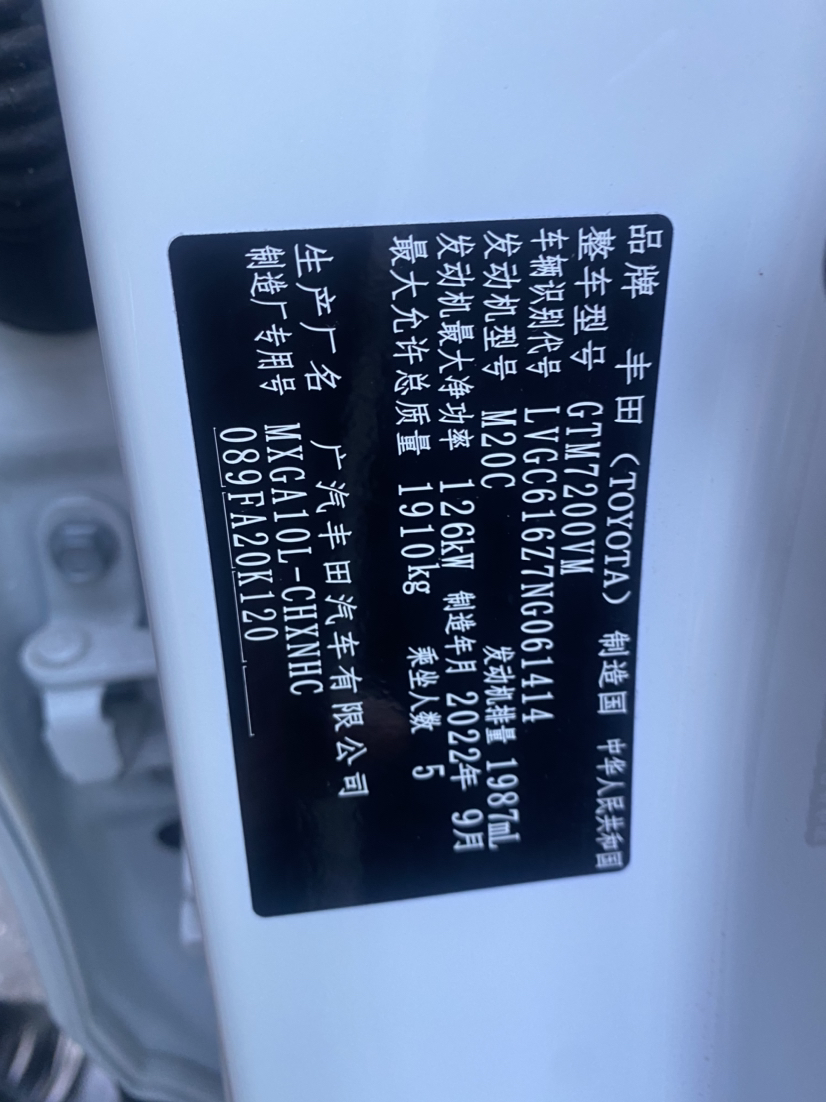 品牌 丰田（TOYOTA） 制造国 中华人民共和国
整车型号 GTM7200VM
车辆识别代号 LVGC616Z7NG061414
发动机型号 M20C 发动机排量 1987mL
发动机最大净功率 126kW 制造年月 2022年 9月
最大允许总质量 1910kg 乘坐人数 5
生产厂名 广汽丰田汽车有限公司
制造厂专用号 MXGA10L-CHXNHC
089FA20K120